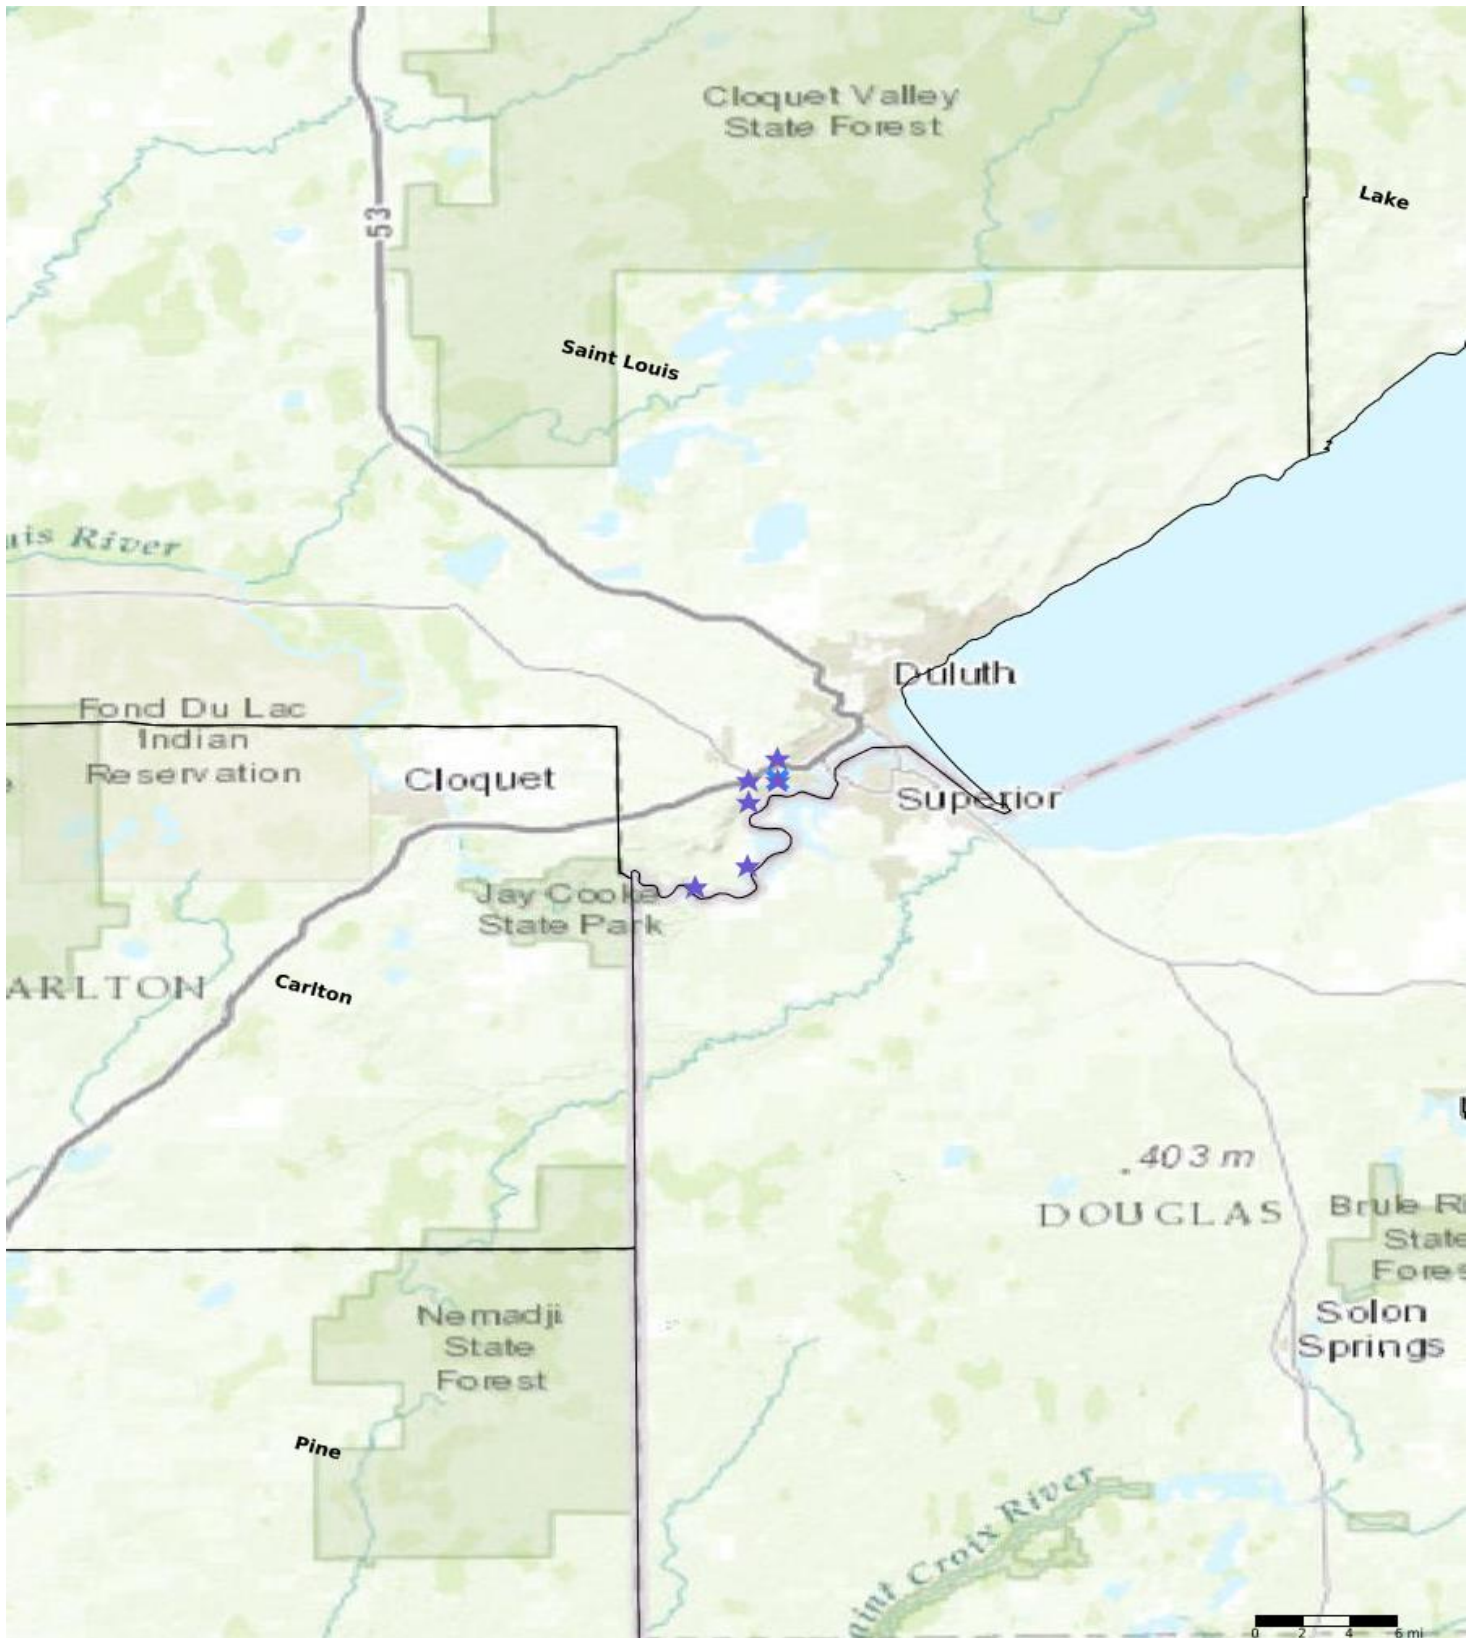 Cloquet Valley
State Forest
Lake
53
Saint Louis
uis River
Duluth
Fond Du Lac
Indian
Reservation
Cloquet
Superior
Jay Cooke
State Park
ARLTON
Carlton
403 m
DOUGLAS
Brule Ri
State
Fores
Nemadji
State
Forest
Solon
Springs
Pine
aint Croix River
0 2 4 6 mi